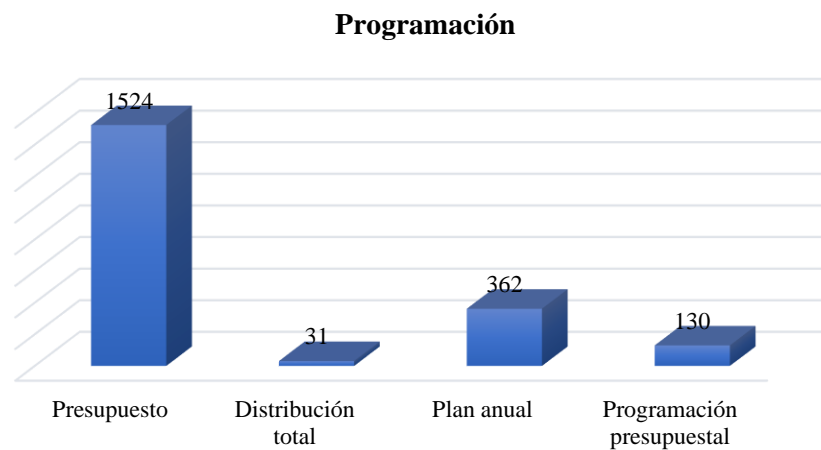 Programación
1524
31
362
130
Presupuesto
Distribución
total
Plan anual
Programación
presupuestal